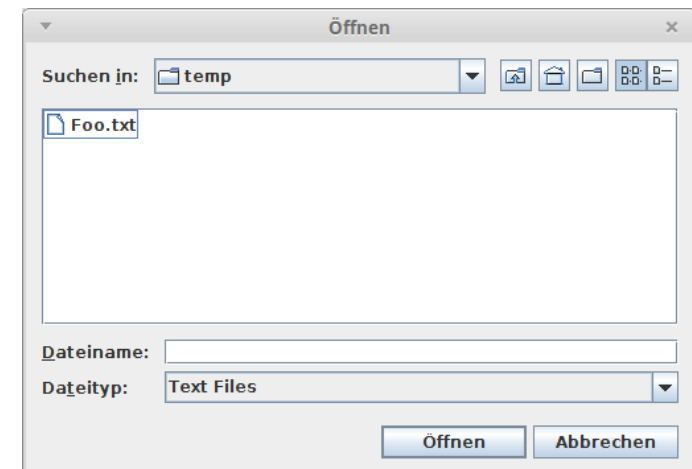 Öffnen
Suchen in: temp
Foo.txt
Dateiname:
Dateityp: Text Files
Öffnen Abbrechen